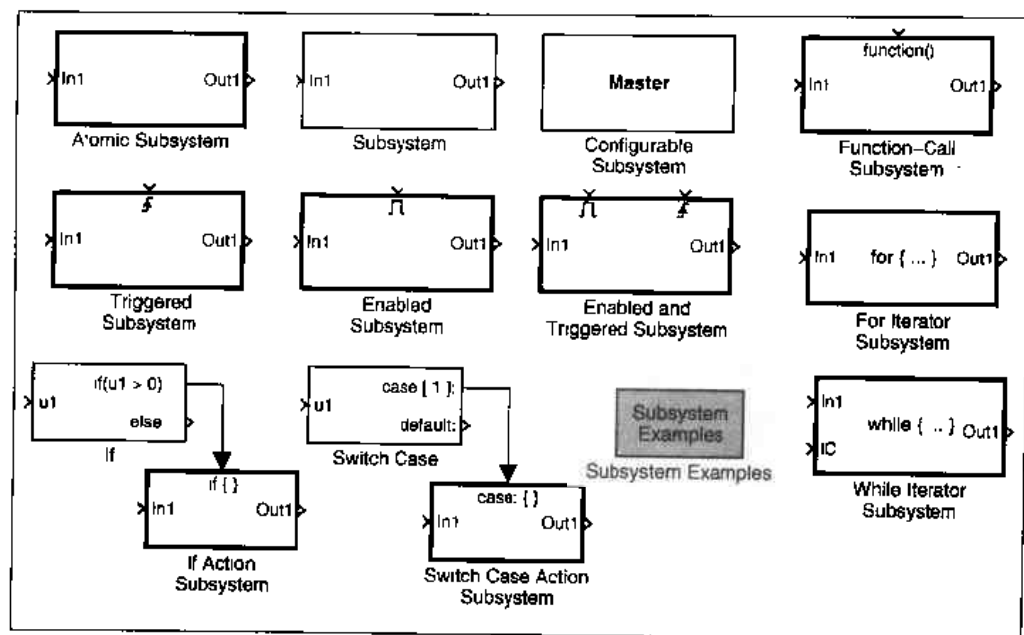 In1
Out1
Atomic Subsystem
In1
Out1
Subsystem
Master
Configurable
Subsystem
function()
In1
Out1
Function–Call
Subsystem
In1
Out1
Triggered
Subsystem
In1
Out1
Enabled
Subsystem
In1
Out1
Enabled and
Triggered Subsystem
In1
for { ... }
Out1
For Iterator
Subsystem
u1
if(u1 > 0)
else
If
if { }
In1
Out1
If Action
Subsystem
u1
case [ 1 ]:
default:
Switch Case
case: { }
In1
Out1
Switch Case Action
Subsystem
Subsystem
Examples
Subsystem Examples
In1
IC
while { .. }
Out1
While Iterator
Subsystem